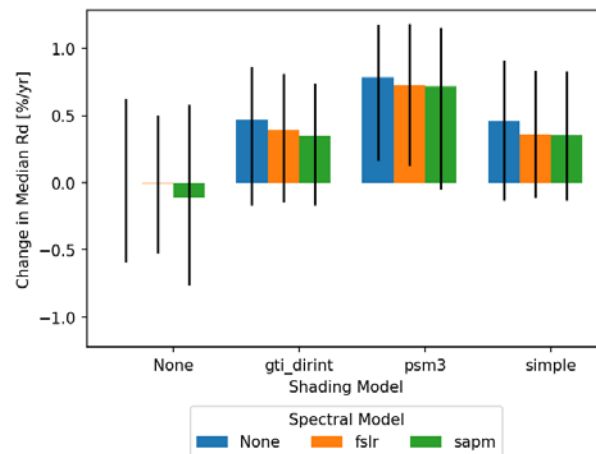 Change in Median Rd [%/yr]
1.0
0.5
0.0
−0.5
−1.0
None gti_dirint psm3 simple
Shading Model
Spectral Model
None fslr sapm